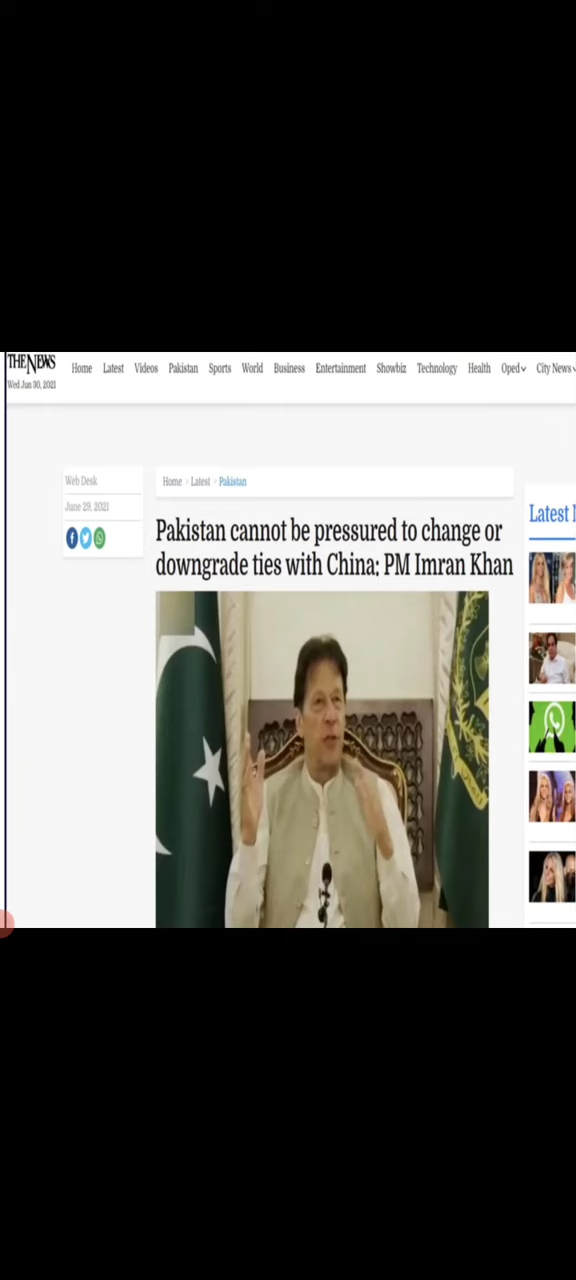 THE NEWS
Wed Jun 30, 2021
Home Latest Videos Pakistan Sports World Business Entertainment Showbiz Technology Health Oped City News
Web Desk
June 29, 2021
Home > Latest > Pakistan
Pakistan cannot be pressured to change or
downgrade ties with China: PM Imran Khan
Latest